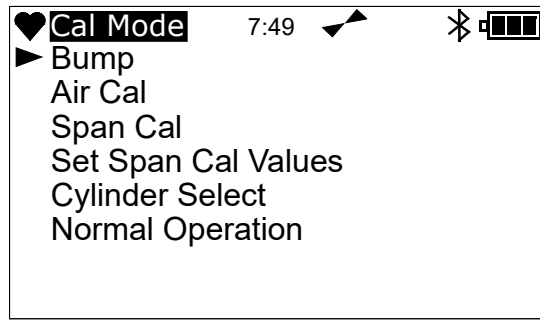 Cal Mode 7:49
Bump
Air Cal
Span Cal
Set Span Cal Values
Cylinder Select
Normal Operation